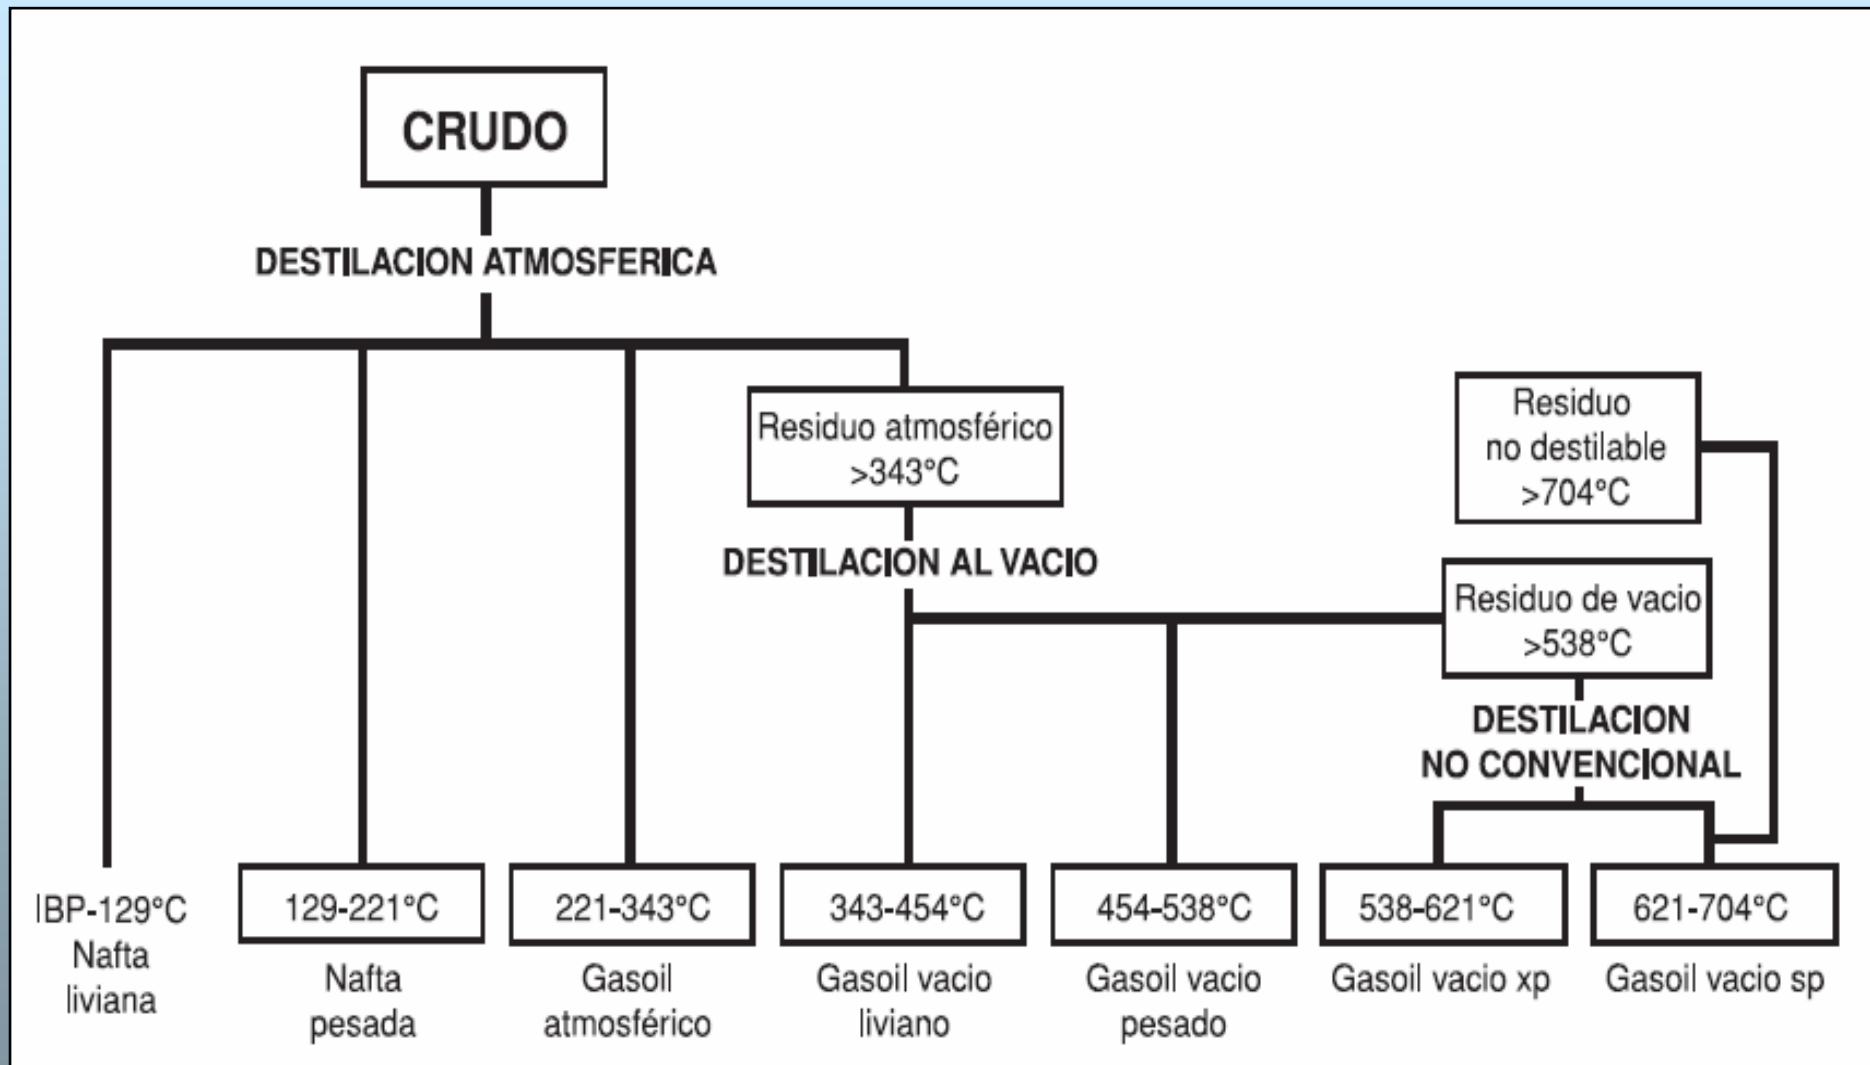 CRUDO
DESTILACION ATMOSFERICA
Residuo atmosférico
>343°C
Residuo
no destilable
>704°C
DESTILACION AL VACIO
Residuo de vacio
>538°C
DESTILACION
NO CONVENCIONAL
IBP-129°C
Nafta
liviana
129-221°C
Nafta
pesada
221-343°C
Gasoil
atmosférico
343-454°C
Gasoil vacio
liviano
454-538°C
Gasoil vacio
pesado
538-621°C
Gasoil vacio xp
621-704°C
Gasoil vacio sp